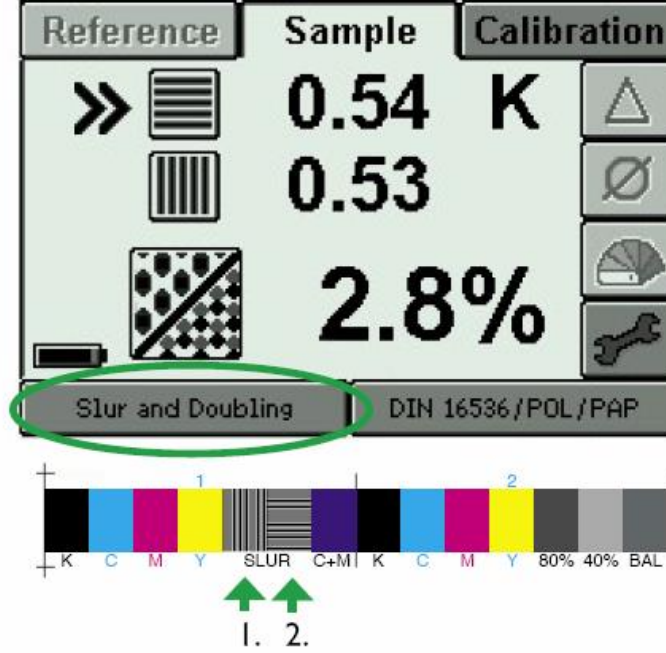 Reference Sample Calibration
0.54 K
0.53
2.8%
Slur and Doubling DIN 16536/POL/PAP
1 2
K C M Y SLUR C+M K C M Y 80% 40% BAL
1. 2.